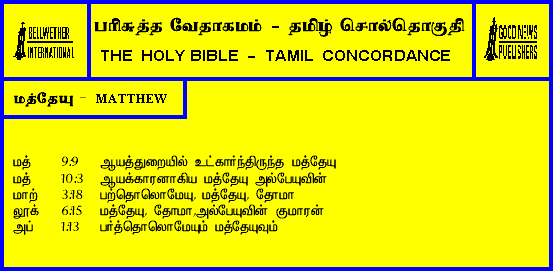 BELLWETHER
INTERNATIONAL
பரிசுத்த வேதாகமம் - தமிழ் சொல்தொகுதி
THE HOLY BIBLE - TAMIL CONCORDANCE
GOOD NEWS
PUBLISHERS
மத்தேயு - MATTHEW
மத் 9:9 ஆயத்துறையில் உட்கார்ந்திருந்த மத்தேயு
மத் 10:3 ஆயக்காரனாகிய மத்தேயு அல்பேயுவின்
மாற் 3:18 பற்தொலொமேயு, மத்தேயு, தோமா
லூக் 6:15 மத்தேயு, தோமா,அல்பேயுவின் குமாரன்
அப் 1:13 பர்த்தொலொமேயும் மத்தேயுவும்